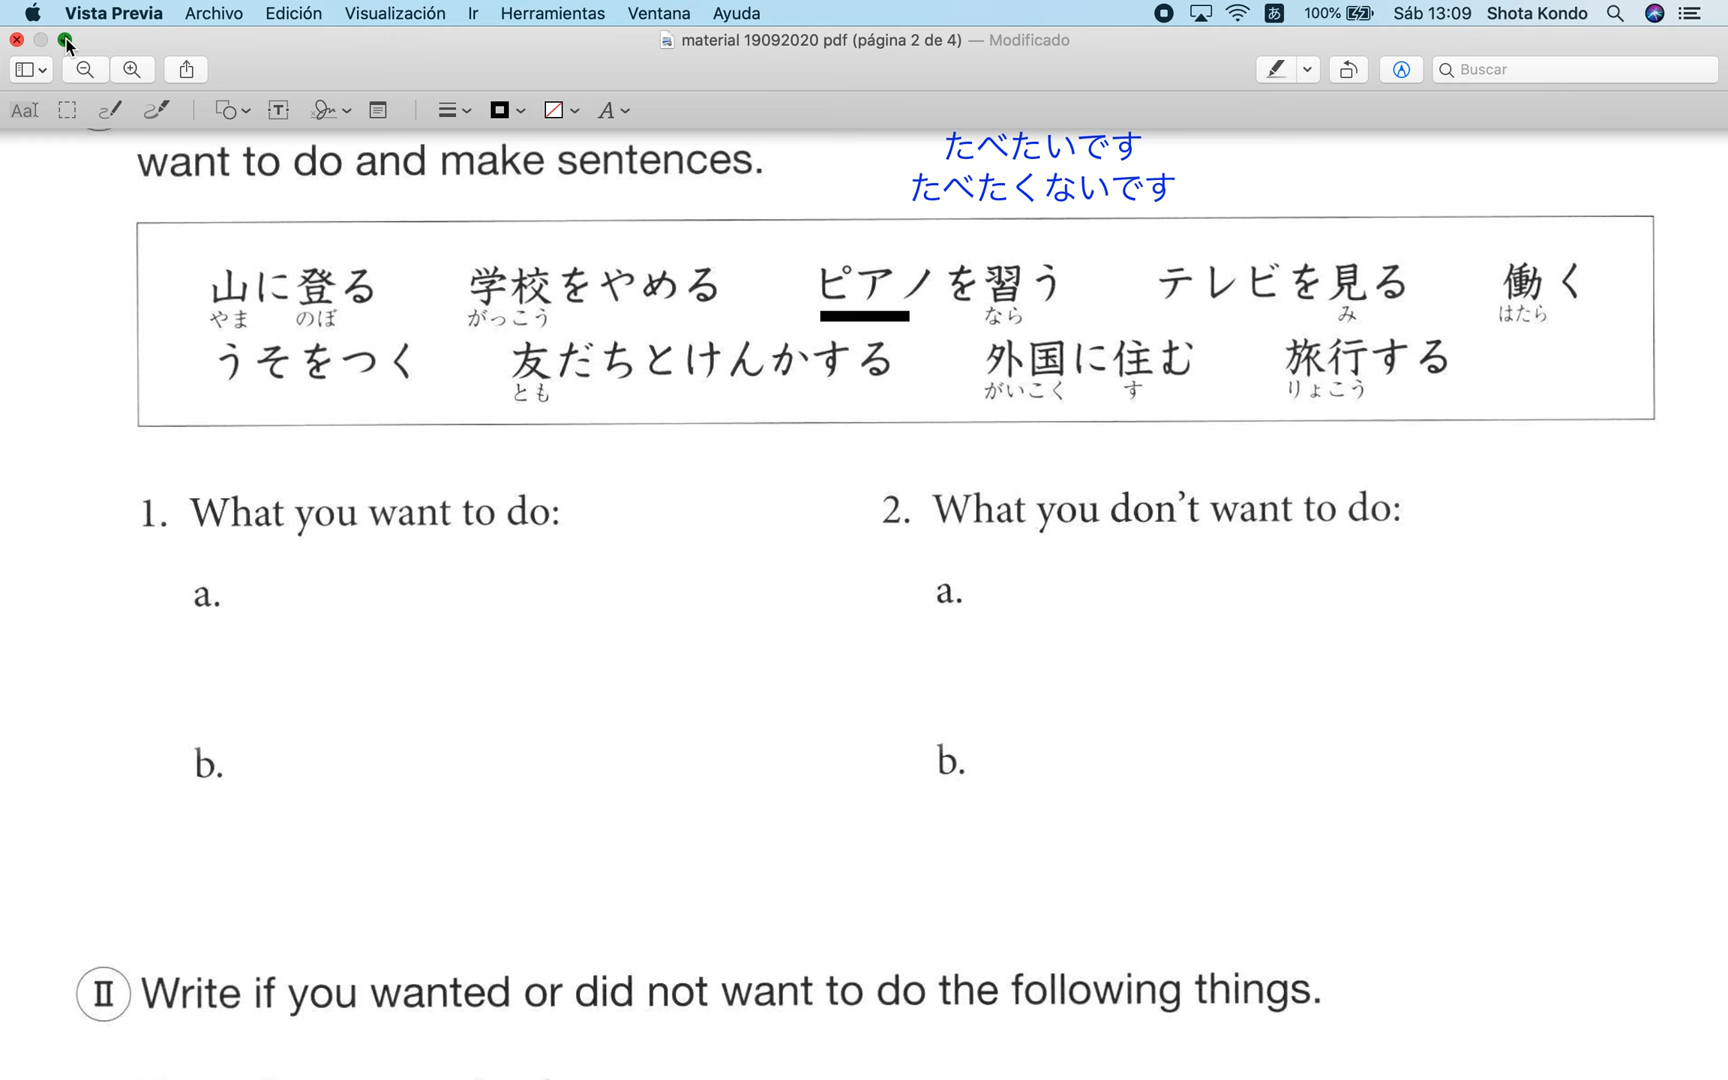 Vista Previa Archivo Edición Visualización Ir Herramientas Ventana Ayuda あ 100% Sáb 13:09 Shota Kondo
material 19092020 pdf (página 2 de 4) — Modificado
Buscar
AaI T A
want to do and make sentences.
たべたいです
たべたくないです
山に登る 学校をやめる ピアノを習う テレビを見る 働く
やま のぼ がっこう なら み はたら
うそをつく 友だちとけんかする 外国に住む 旅行する
とも がいこく す りょこう
1. What you want to do:
a.
b.
2. What you don't want to do:
a.
b.
II Write if you wanted or did not want to do the following things.